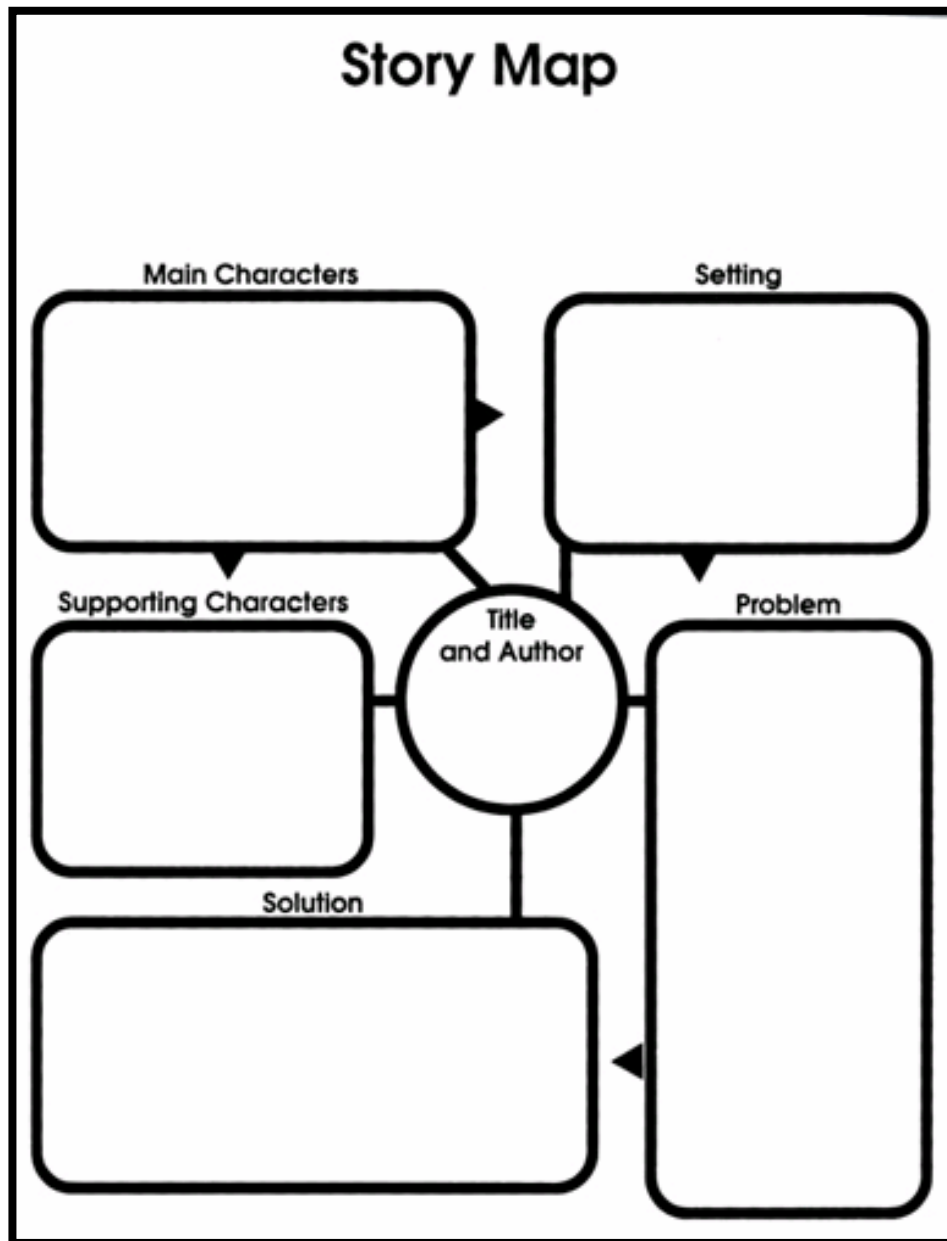 Story Map
Main Characters
Setting
Supporting Characters
Title
and Author
Problem
Solution